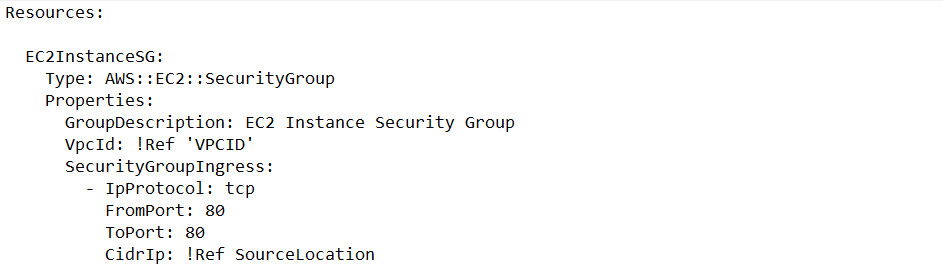 Resources:
EC2InstanceSG:
Type: AWS::EC2::SecurityGroup
Properties:
GroupDescription: EC2 Instance Security Group
VpcId: !Ref 'VPCID'
SecurityGroupIngress:
- IpProtocol: tcp
FromPort: 80
ToPort: 80
CidrIp: !Ref SourceLocation